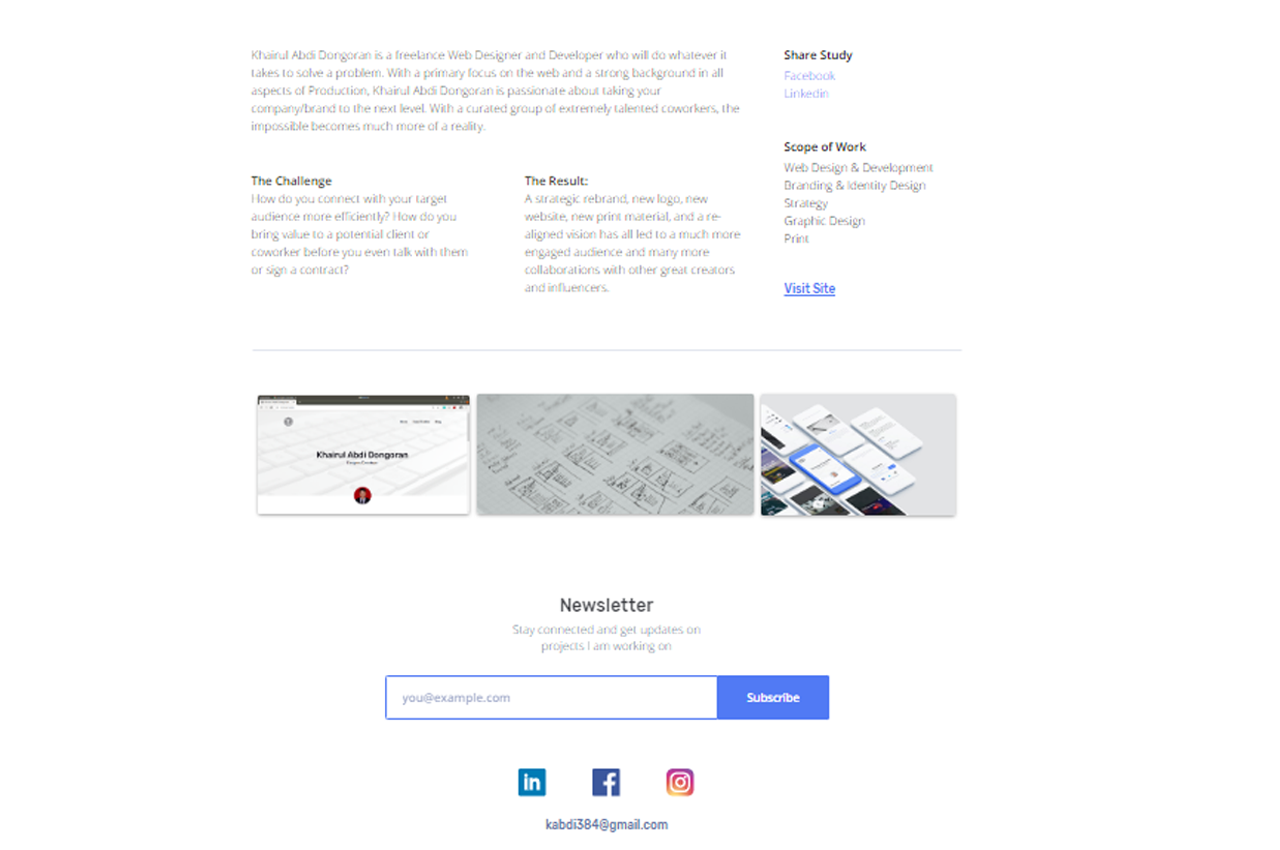 Khairul Abdi Dongoran is a freelance Web Designer and Developer who will do whatever it
takes to solve a problem. With a primary focus on the web and a strong background in all
aspects of Production, Khairul Abdi Dongoran is passionate about taking your
company/brand to the next level. With a curated group of extremely talented coworkers, the
impossible becomes much more of a reality.
The Challenge
How do you connect with your target
audience more efficiently? How do you
bring value to a potential client or
coworker before you even talk with them
or sign a contract?
The Result:
A strategic rebrand, new logo, new
website, new print material, and a re-
aligned vision has all led to a much more
engaged audience and many more
collaborations with other great creators
and influencers.
Share Study
Facebook
Linkedin
Scope of Work
Web Design & Development
Branding & Identity Design
Strategy
Graphic Design
Print
Visit Site
Khairul Abdi Dongoran
Newsletter
Stay connected and get updates on
projects I am working on
you@example.com
Subscribe
in
kabdi384@gmail.com